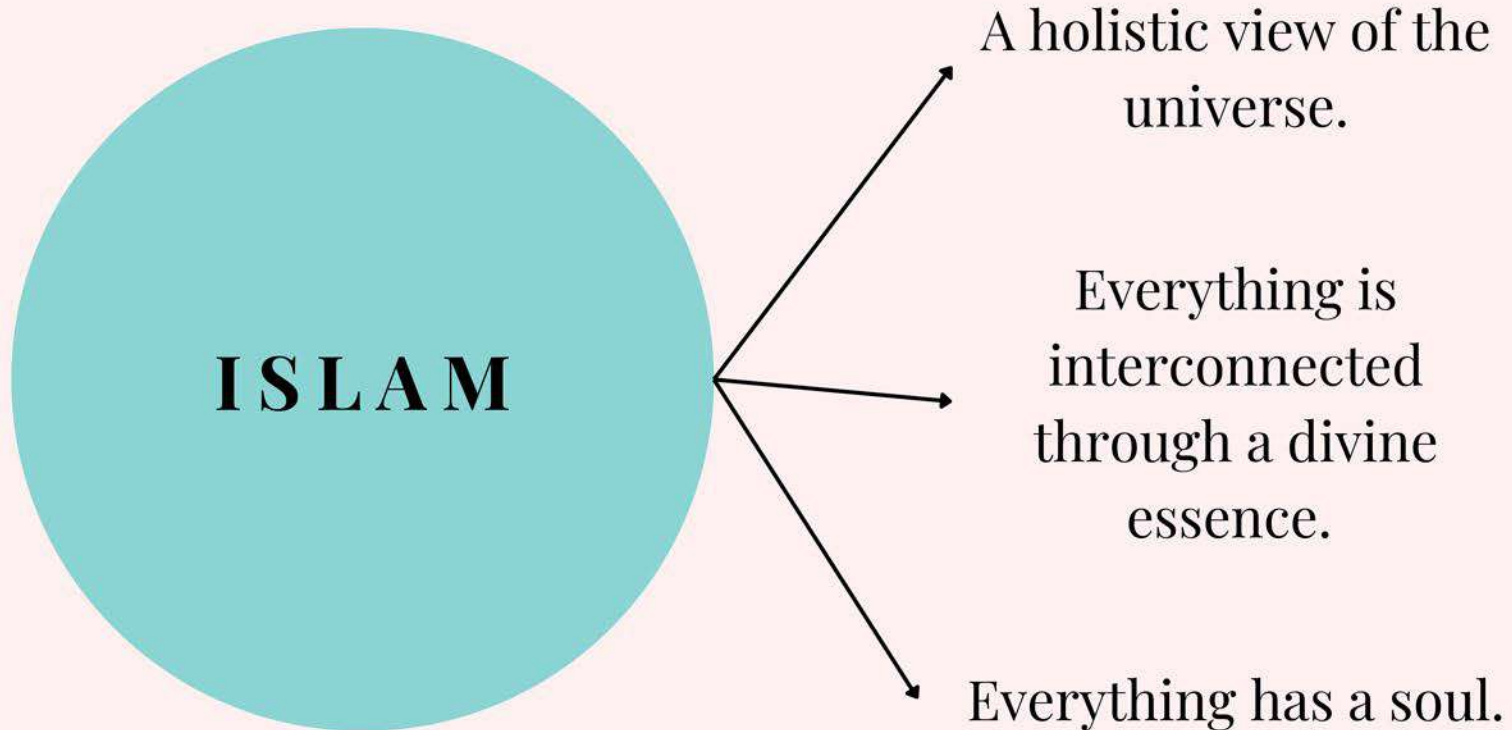 ISLAM
A holistic view of the
universe.
Everything is
interconnected
through a divine
essence.
Everything has a soul.